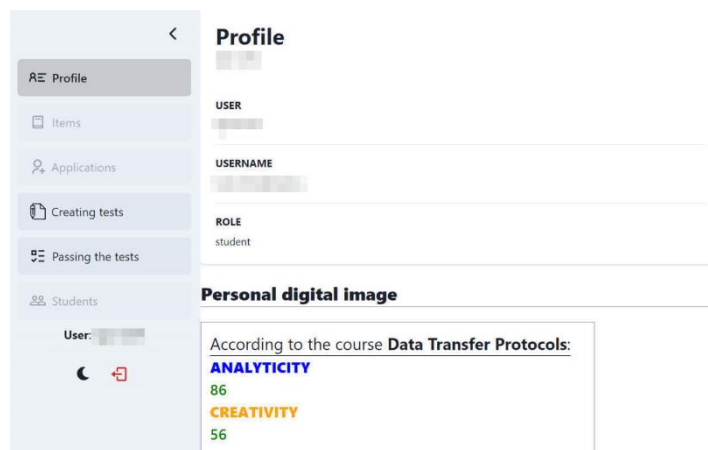 Profile
Items
Applications
Creating tests
Passing the tests
Students
User:
Profile
USER
USERNAME
ROLE
student
Personal digital image
According to the course Data Transfer Protocols:
ANALYTICITY
86
CREATIVITY
56